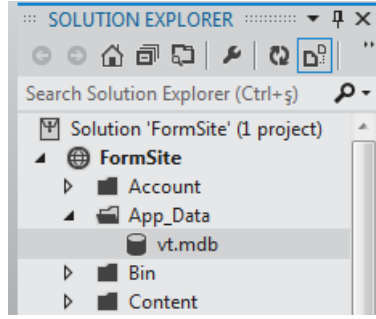 SOLUTION EXPLORER
Search Solution Explorer (Ctrl+ş)
Solution 'FormSite' (1 project)
FormSite
Account
App_Data
vt.mdb
Bin
Content